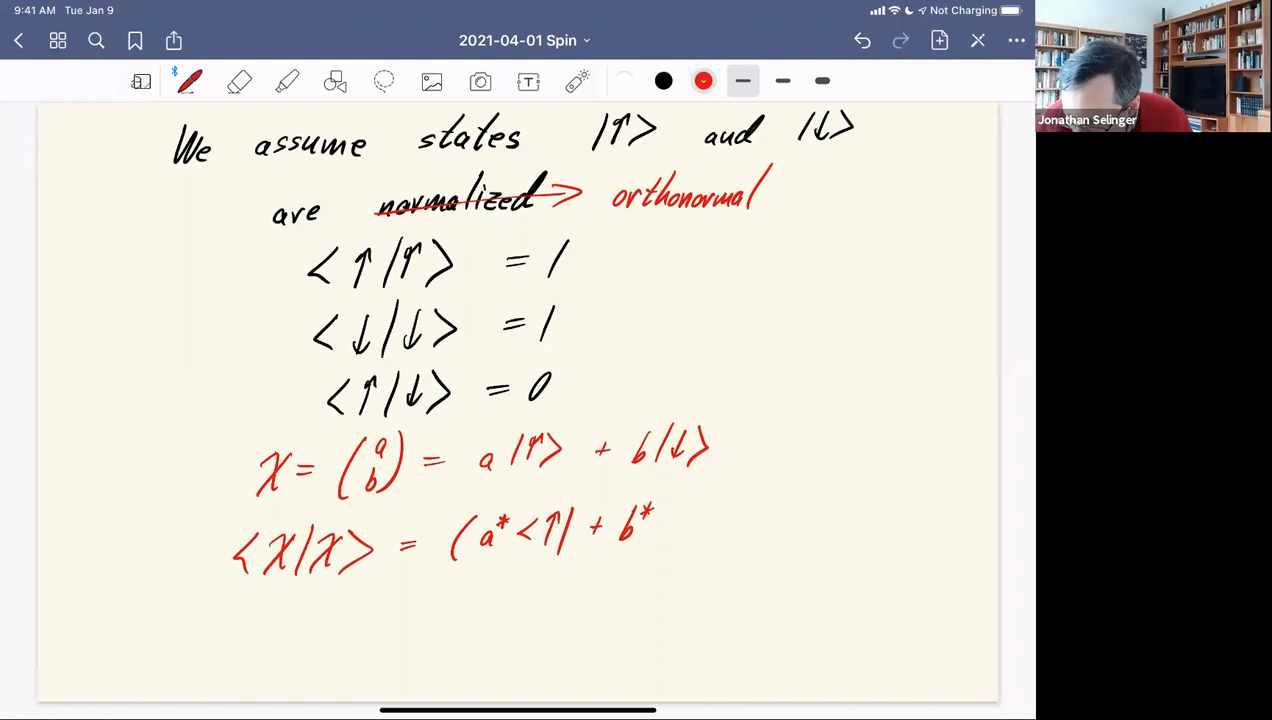 9:41 AM Tue Jan 9
Not Charging
2021-04-01 Spin
T
Jonathan Selinger
We assume states |↑> and |↓>
are normalized → orthonormal
<↑|↑> = 1
<↓|↓> = 1
<↑|↓> = 0
χ = (a b) = a |↑> + b |↓>
<χ|χ> = (a* <↑| + b*